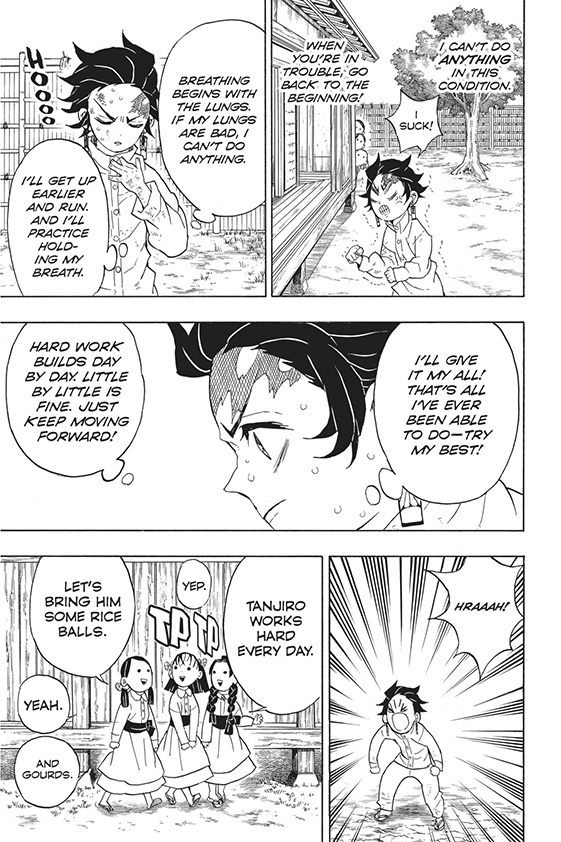 I CAN'T DO
ANYTHING
IN THIS
CONDITION.
I
SUCK!
WHEN
YOU'RE IN
TROUBLE, GO
BACK TO THE
BEGINNING!
BREATHING
BEGINS WITH
THE LUNGS.
IF MY LUNGS
ARE BAD, I
CAN'T DO
ANYTHING.
HOOOO
I'LL GET UP
EARLIER
AND RUN.
AND I'LL
PRACTICE
HOLD-
ING MY
BREATH.
I'LL GIVE
IT MY ALL!
THAT'S ALL
I'VE EVER
BEEN ABLE
TO DO—TRY
MY BEST!
HARD WORK
BUILDS DAY
BY DAY. LITTLE
BY LITTLE IS
FINE. JUST
KEEP MOVING
FORWARD!
HRAAAH!
TANJIRO
WORKS
HARD
EVERY DAY.
YEP.
TP TP
LET'S
BRING HIM
SOME RICE
BALLS.
YEAH.
AND
GOURDS.